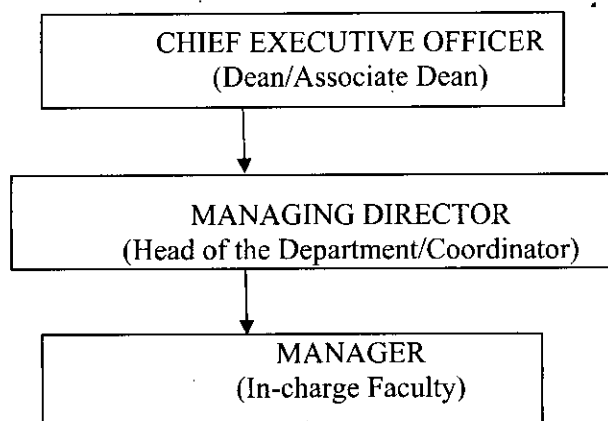 CHIEF EXECUTIVE OFFICER
(Dean/Associate Dean)
MANAGING DIRECTOR
(Head of the Department/Coordinator)
MANAGER
(In-charge Faculty)